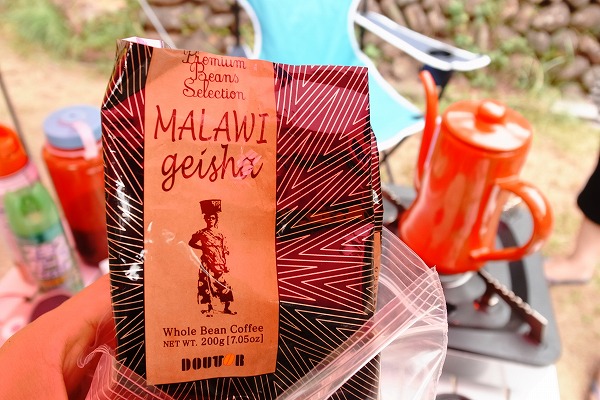 Premium
Beans
Selection
MALAWI
geisha
Whole Bean Coffee
NET WT. 200g [7.05oz]
DOUTOR